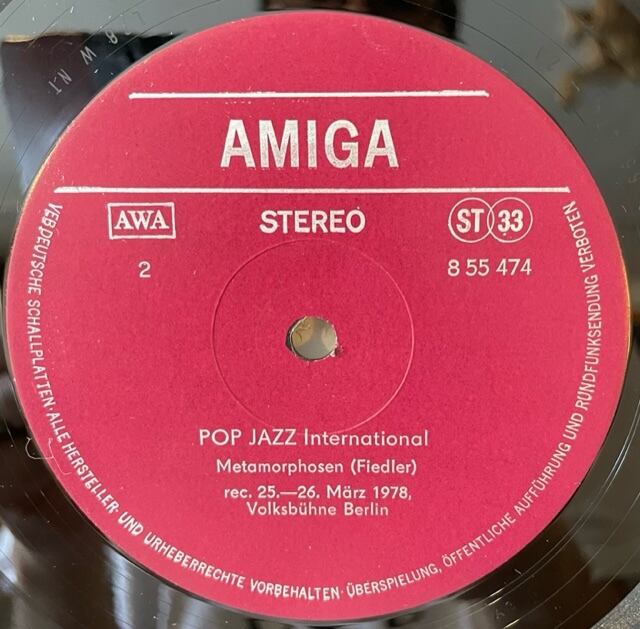 AMIGA
AWA
STEREO
ST 33
2
8 55 474
POP JAZZ International
Metamorphosen (Fiedler)
rec. 25.—26. März 1978,
Volksbühne Berlin
VEB DEUTSCHE SCHALLPLATTEN · ALLE HERSTELLER- UND URHEBERRECHTE VORBEHALTEN · ÜBERSPIELUNG, ÖFFENTLICHE AUFFÜHRUNG UND RUNDFUNKSENDUNG VERBOTEN